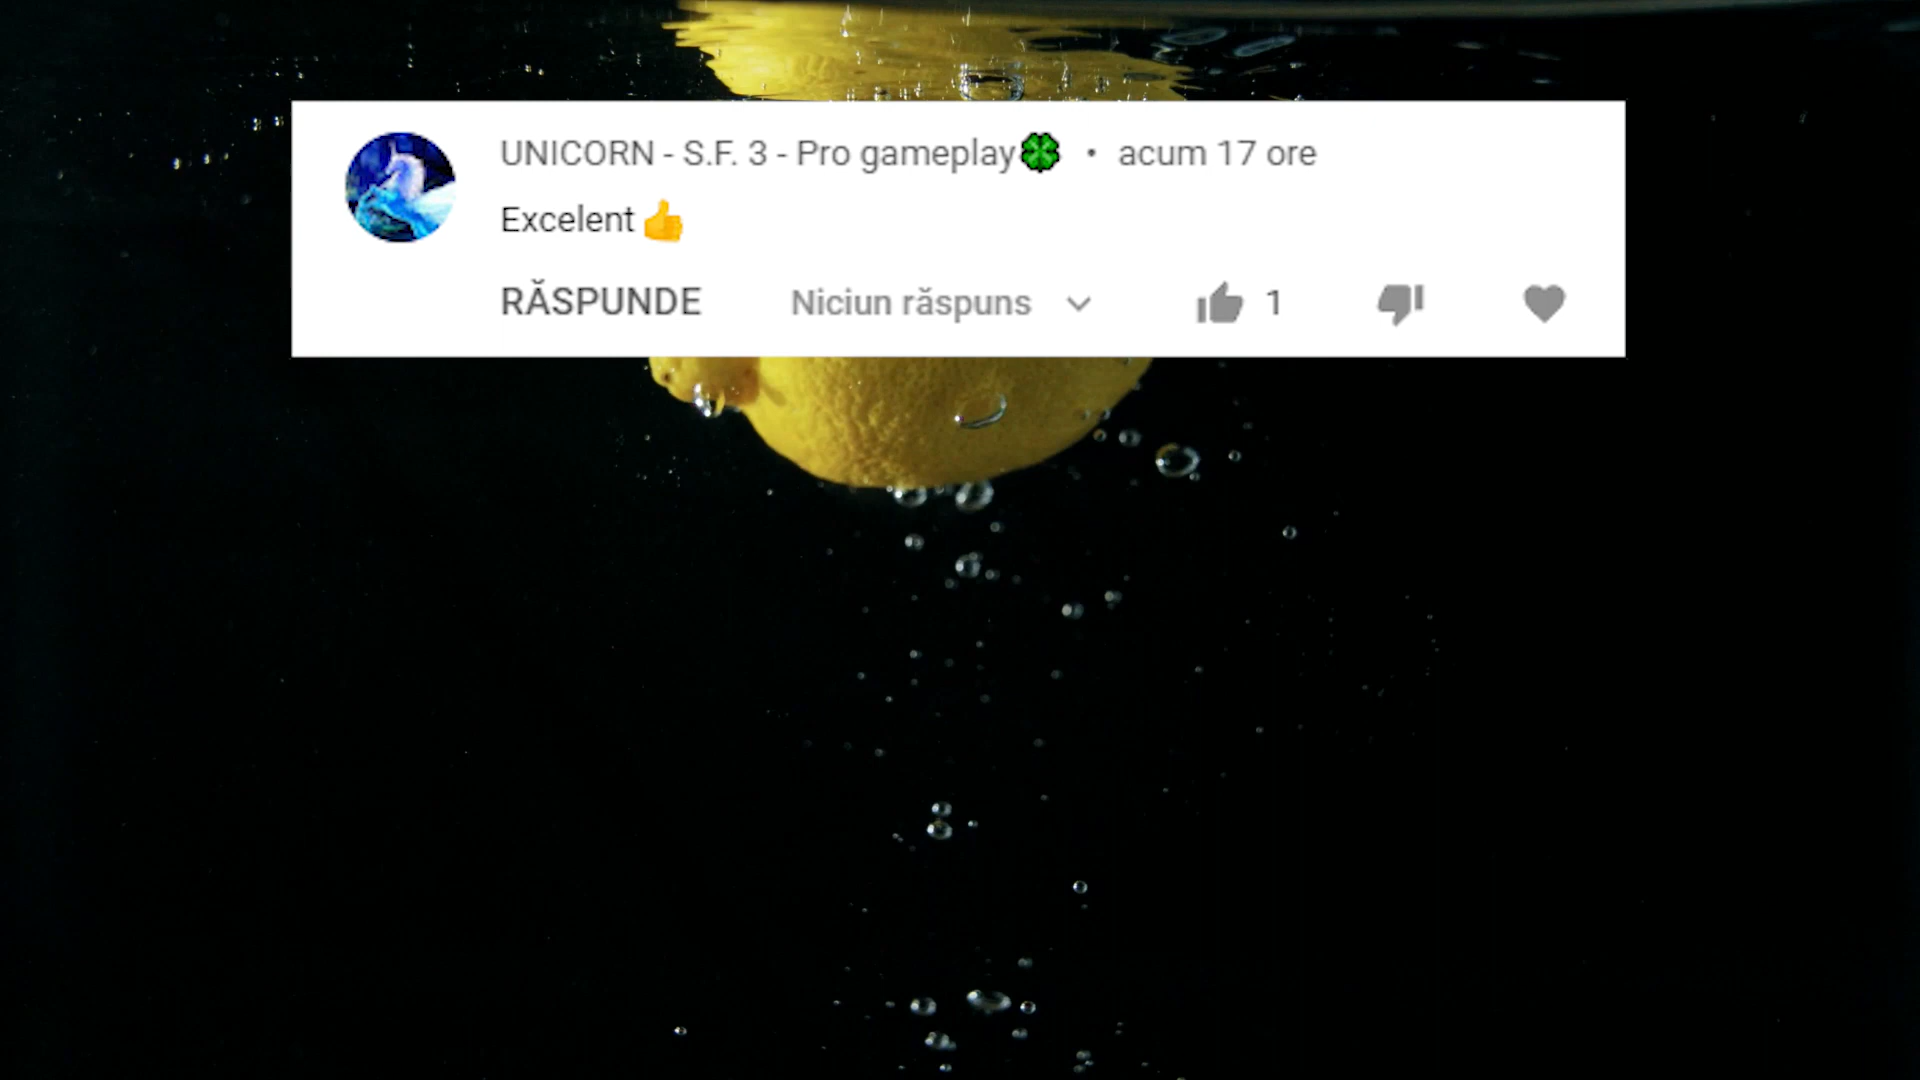 UNICORN - S.F. 3 - Pro gameplay🍀 • acum 17 ore
Excelent 👍
RĂSPUNDE Niciun răspuns 1